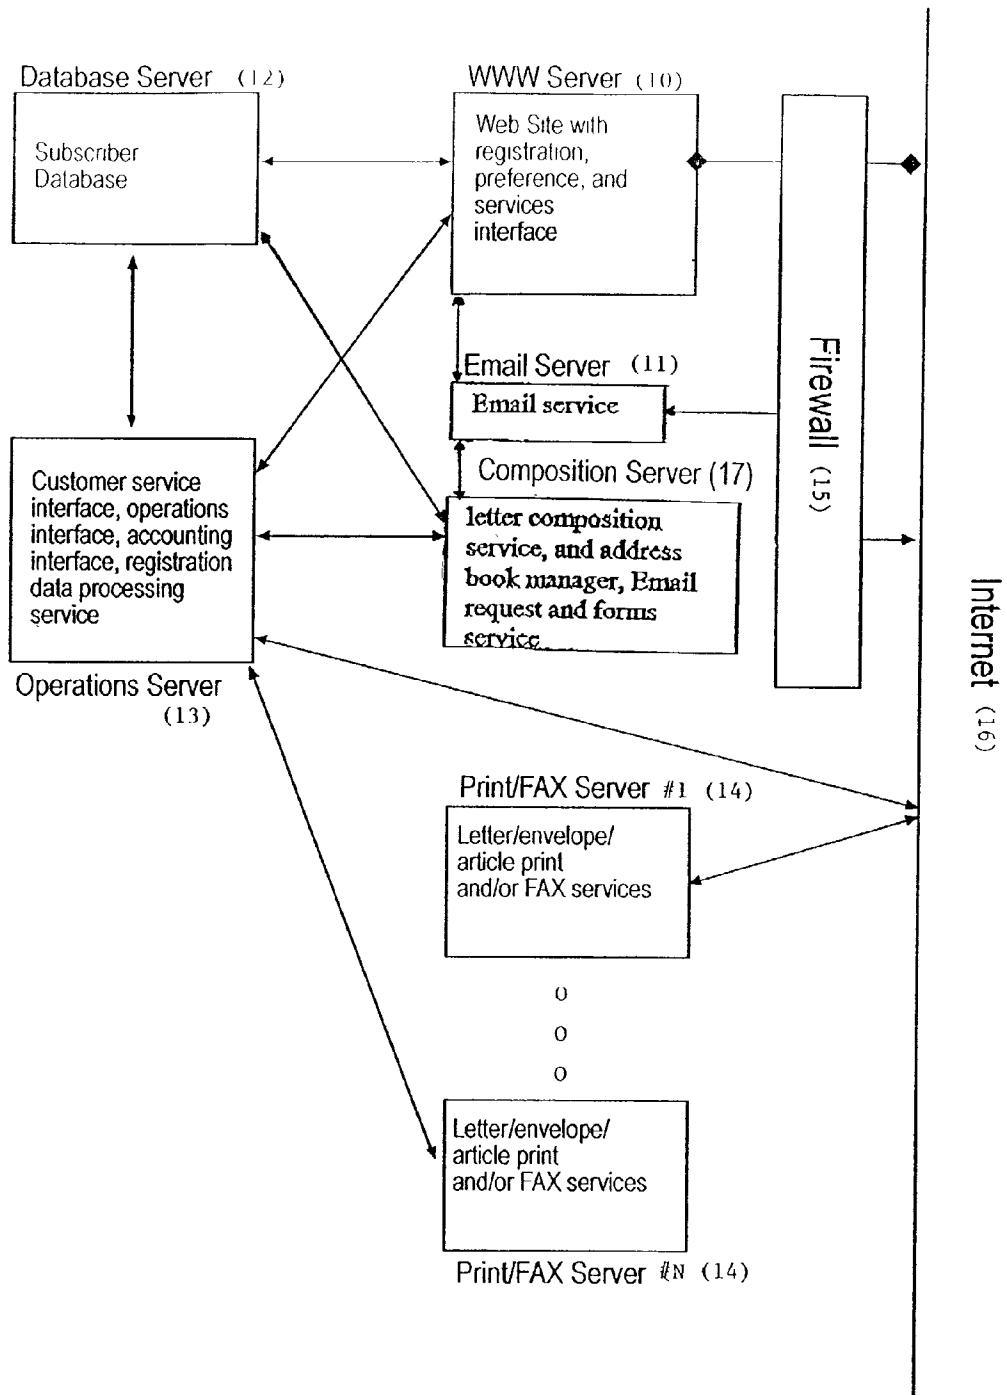 Database Server (12)
Subscriber
Database
WWW Server (10)
Web Site with
registration,
preference, and
services
interface
Email Server (11)
Email service
Composition Server (17)
letter composition
service, and address
book manager, Email
request and forms
service
Customer service
interface, operations
interface, accounting
interface, registration
data processing
service
Operations Server
(13)
Firewall (15)
Internet (16)
Print/FAX Server #1 (14)
Letter/envelope/
article print
and/or FAX services
o
o
o
Letter/envelope/
article print
and/or FAX services
Print/FAX Server #N (14)